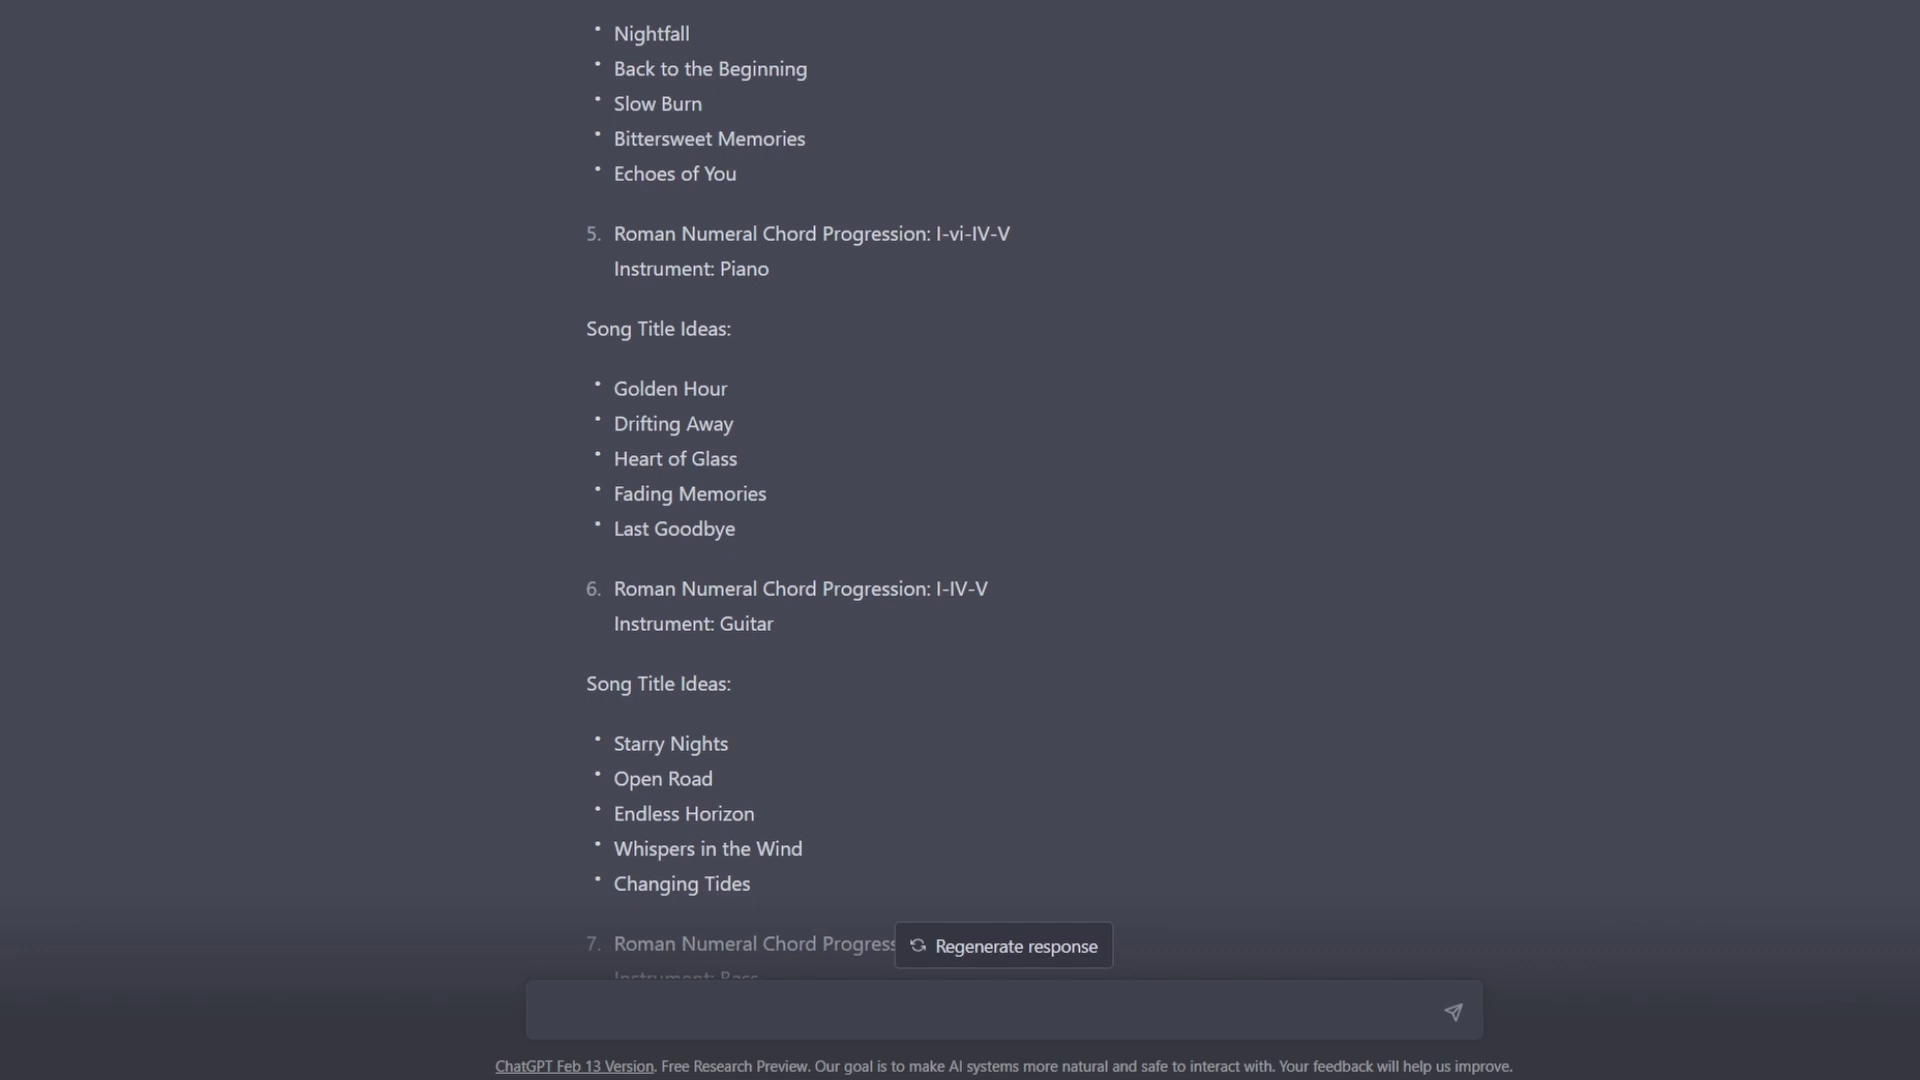 • Nightfall
• Back to the Beginning
• Slow Burn
• Bittersweet Memories
• Echoes of You
5. Roman Numeral Chord Progression: I-vi-IV-V
Instrument: Piano
Song Title Ideas:
• Golden Hour
• Drifting Away
• Heart of Glass
• Fading Memories
• Last Goodbye
6. Roman Numeral Chord Progression: I-IV-V
Instrument: Guitar
Song Title Ideas:
• Starry Nights
• Open Road
• Endless Horizon
• Whispers in the Wind
• Changing Tides
7. Roman Numeral Chord Progress
Regenerate response
Instrument: Bass
ChatGPT Feb 13 Version. Free Research Preview. Our goal is to make AI systems more natural and safe to interact with. Your feedback will help us improve.